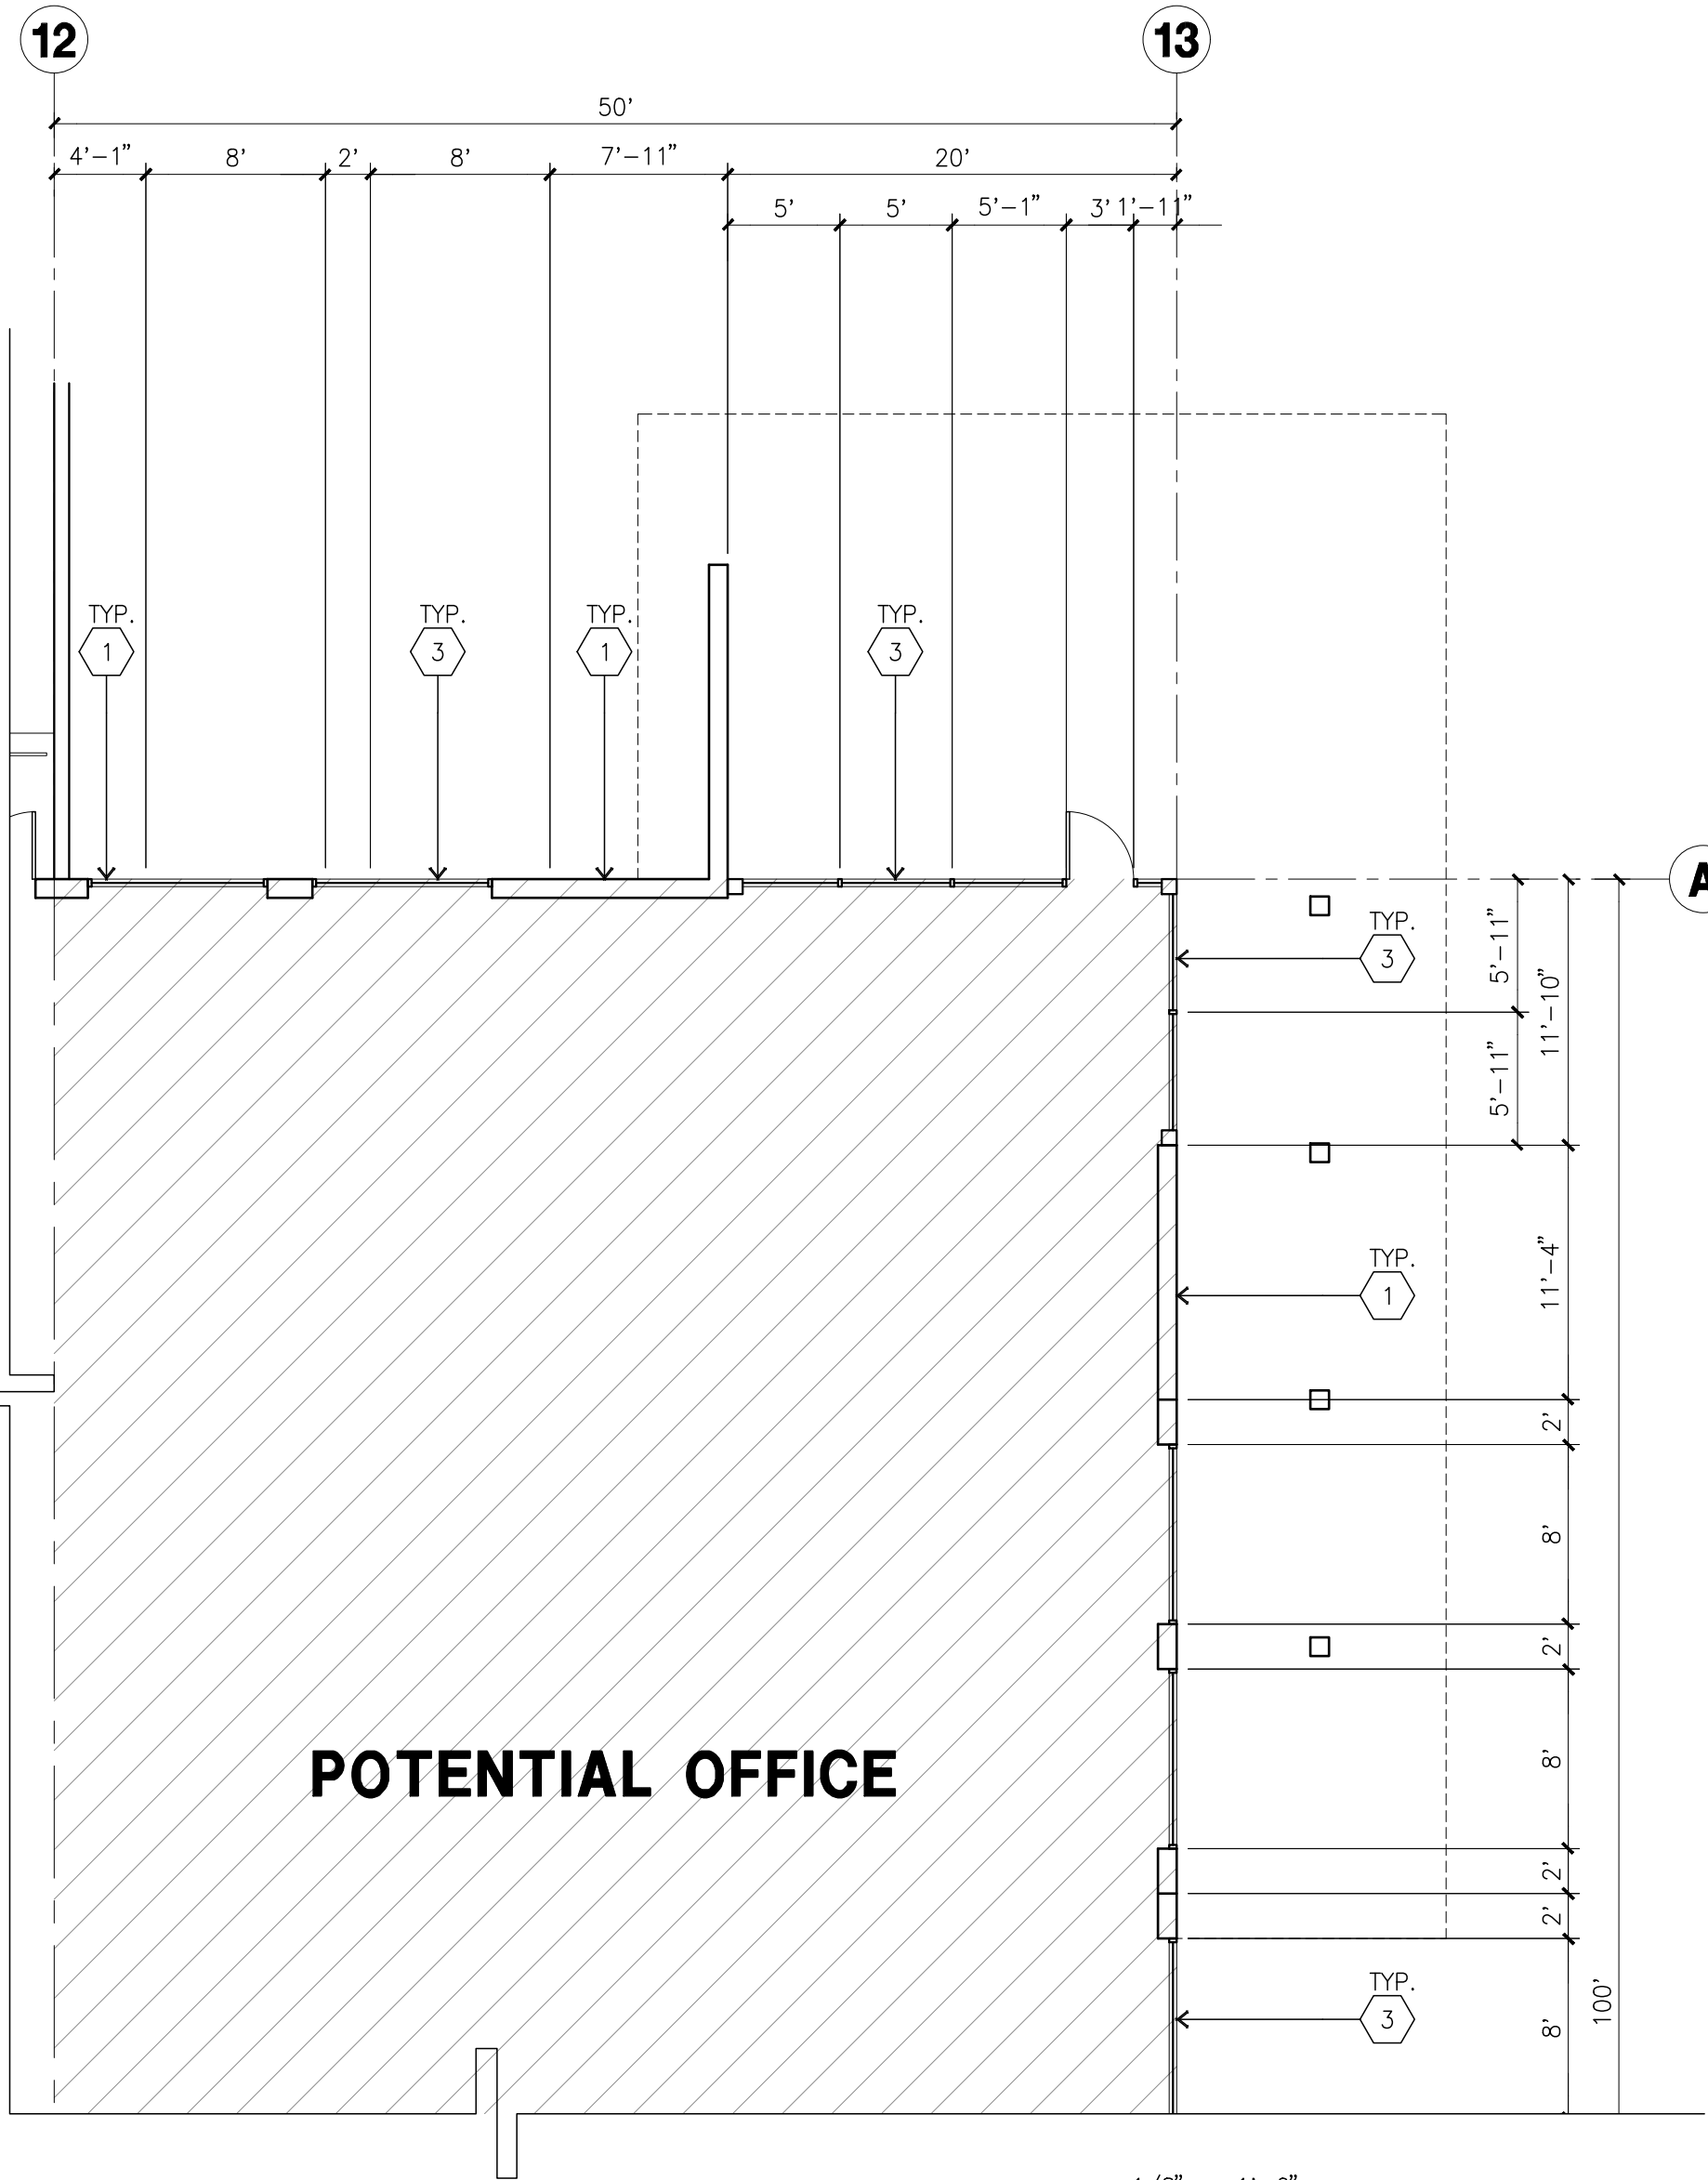 12 13
50'
4'-1" 8' 2' 8' 7'-11" 20'
5' 5' 5'-1" 3' 1'-11"
TYP. TYP. TYP. TYP.
1 3 1 3
A
TYP.
3
5'-11"
11'-10"
5'-11"
TYP.
1
11'-4"
2'
8'
2'
POTENTIAL OFFICE
8'
2'
2'
TYP.
3
100'
8'